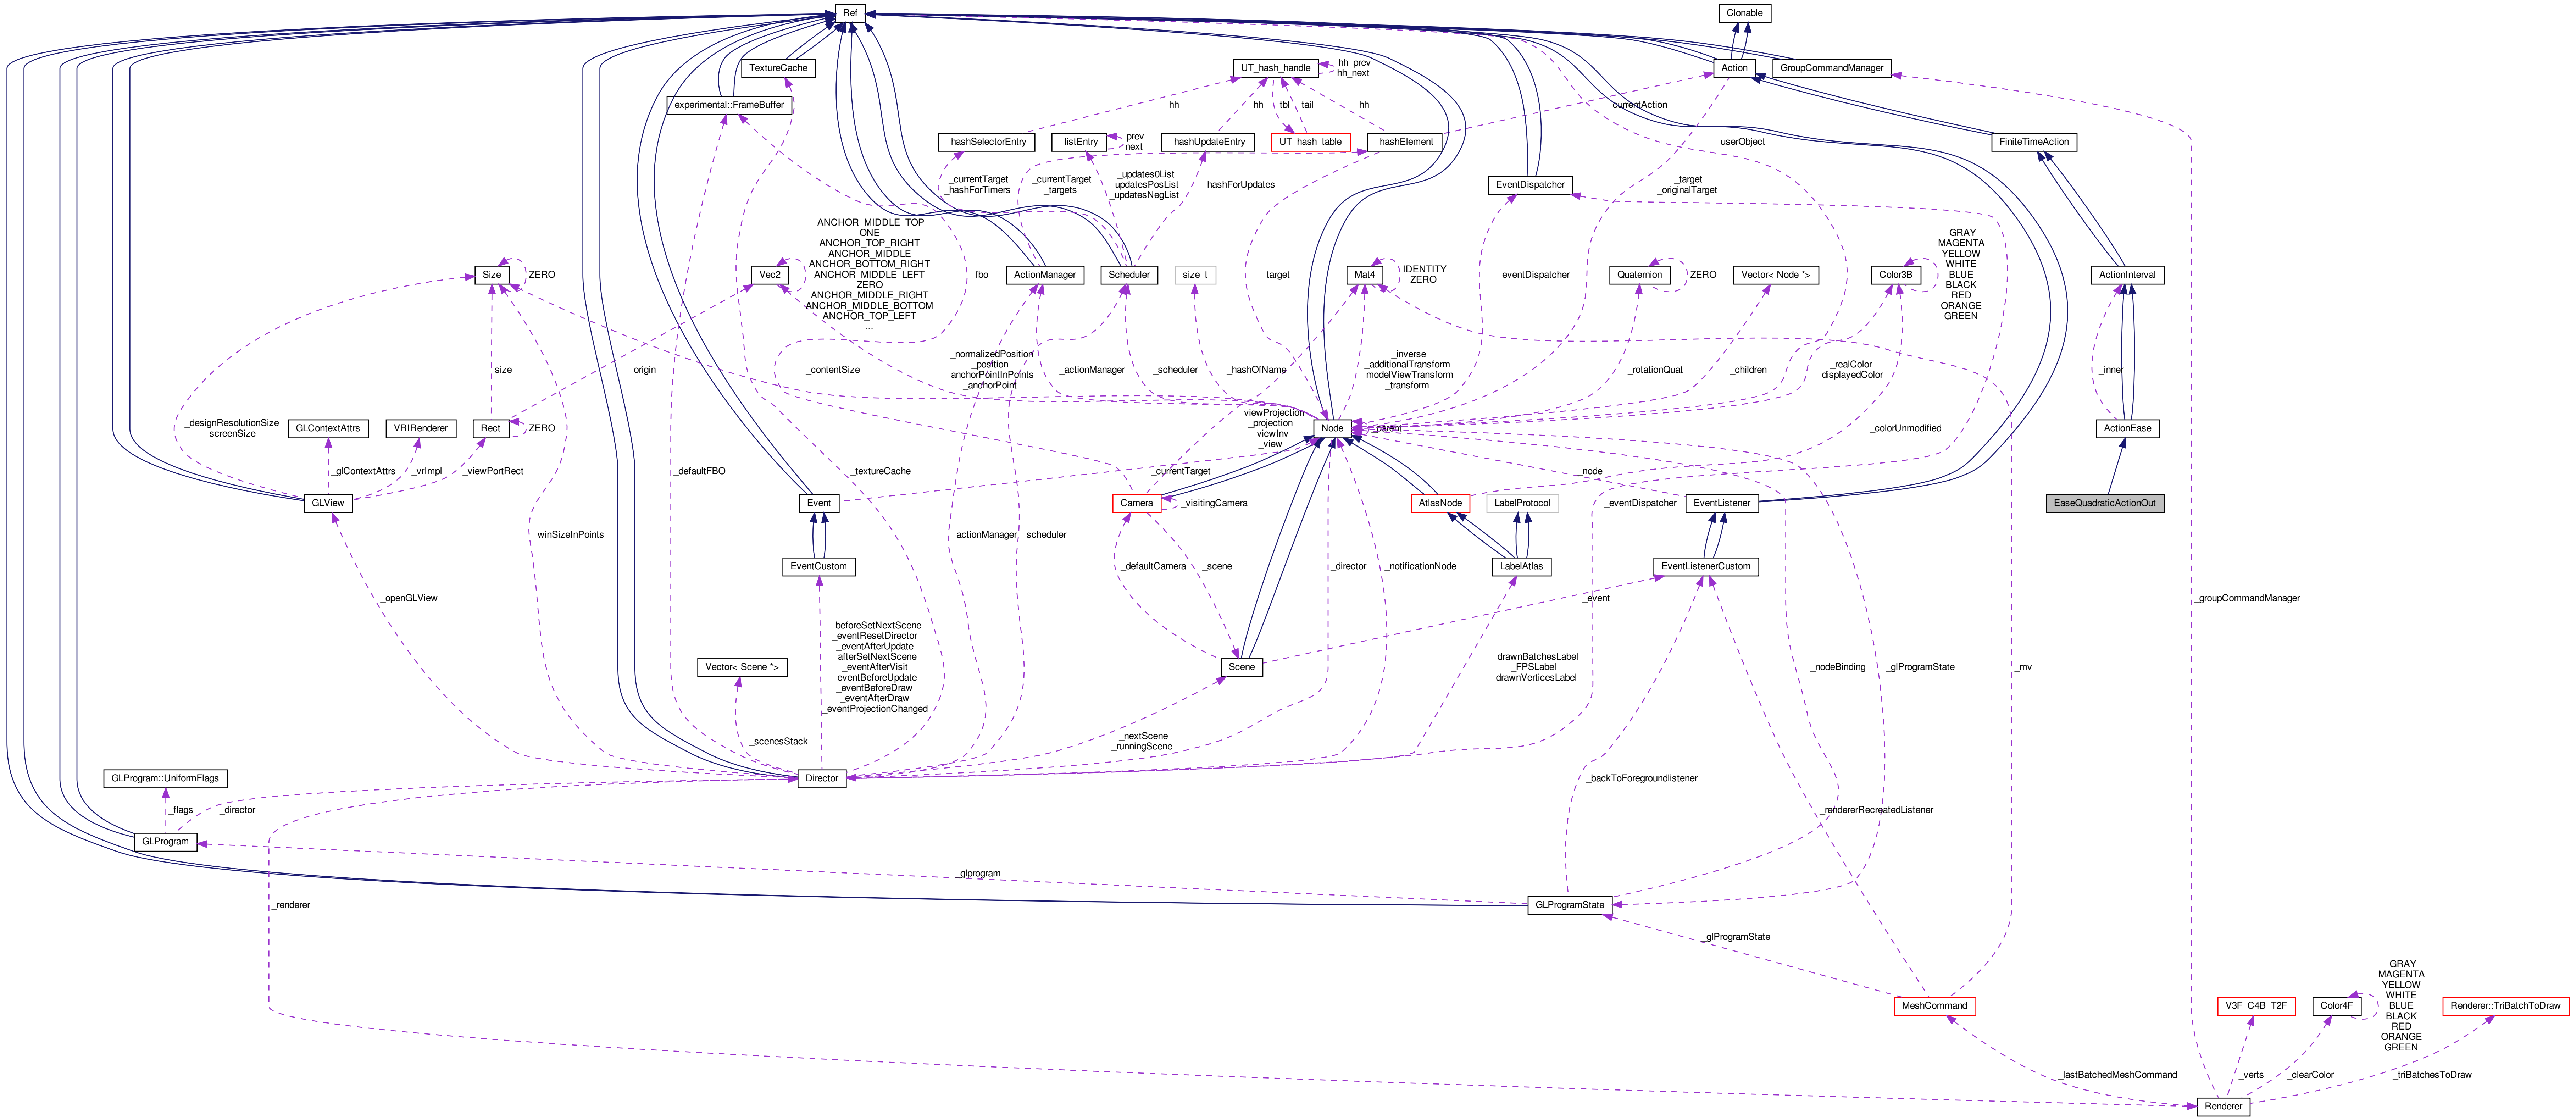 Ref
Clonable
TextureCache
UT_hash_handle
hh_prev
hh_next
Action
GroupCommandManager
experimental::FrameBuffer
hh
hh
tbl
tail
hh
currentAction
_hashSelectorEntry
_listEntry
prev
next
_hashUpdateEntry
UT_hash_table
_hashElement
_userObject
FiniteTimeAction
_currentTarget
_hashForTimers
_currentTarget
_targets
_updates0List
_updatesPosList
_updatesNegList
_hashForUpdates
EventDispatcher
_target
_originalTarget
ANCHOR_MIDDLE_TOP
ONE
ANCHOR_TOP_RIGHT
ANCHOR_MIDDLE
ANCHOR_BOTTOM_RIGHT
ANCHOR_MIDDLE_LEFT
ZERO
ANCHOR_MIDDLE_RIGHT
ANCHOR_MIDDLE_BOTTOM
ANCHOR_TOP_LEFT
...
GRAY
MAGENTA
YELLOW
WHITE
BLUE
BLACK
RED
ORANGE
GREEN
Size
ZERO
Vec2
_fbo
ActionManager
Scheduler
size_t
target
Mat4
IDENTITY
ZERO
_eventDispatcher
Quaternion
ZERO
Vector< Node *>
Color3B
ActionInterval
size
origin
_contentSize
_normalizedPosition
_position
_anchorPointInPoints
_anchorPoint
_actionManager
_scheduler
_hashOfName
_inverse
_additionalTransform
_modelViewTransform
_transform
_rotationQuat
_children
_realColor
_displayedColor
_inner
_designResolutionSize
_screenSize
GLContextAttrs
VRIRenderer
Rect
ZERO
_viewProjection
_projection
_viewInv
_view
Node
_parent
_colorUnmodified
ActionEase
_glContextAttrs
_vrImpl
_viewPortRect
_defaultFBO
_textureCache
_currentTarget
_node
GLView
Event
Camera
_visitingCamera
AtlasNode
LabelProtocol
_eventDispatcher
EventListener
EaseQuadraticActionOut
_winSizeInPoints
_actionManager
_scheduler
EventCustom
_defaultCamera
_scene
_director
_notificationNode
LabelAtlas
EventListenerCustom
_openGLView
_event
_groupCommandManager
_beforeSetNextScene
_eventResetDirector
_eventAfterUpdate
_afterSetNextScene
_eventAfterVisit
_eventBeforeUpdate
_eventBeforeDraw
_eventAfterDraw
_eventProjectionChanged
Vector< Scene *>
Scene
_drawnBatchesLabel
_FPSLabel
_drawnVerticesLabel
_nodeBinding
_glProgramState
_mv
_scenesStack
_nextScene
_runningScene
GLProgram::UniformFlags
Director
_backToForegroundlistener
_flags
_director
_rendererRecreatedListener
GLProgram
_glprogram
_renderer
GLProgramState
_glProgramState
GRAY
MAGENTA
YELLOW
WHITE
BLUE
BLACK
RED
ORANGE
GREEN
MeshCommand
V3F_C4B_T2F
Color4F
Renderer::TriBatchToDraw
_lastBatchedMeshCommand
_verts
_clearColor
_triBatchesToDraw
Renderer